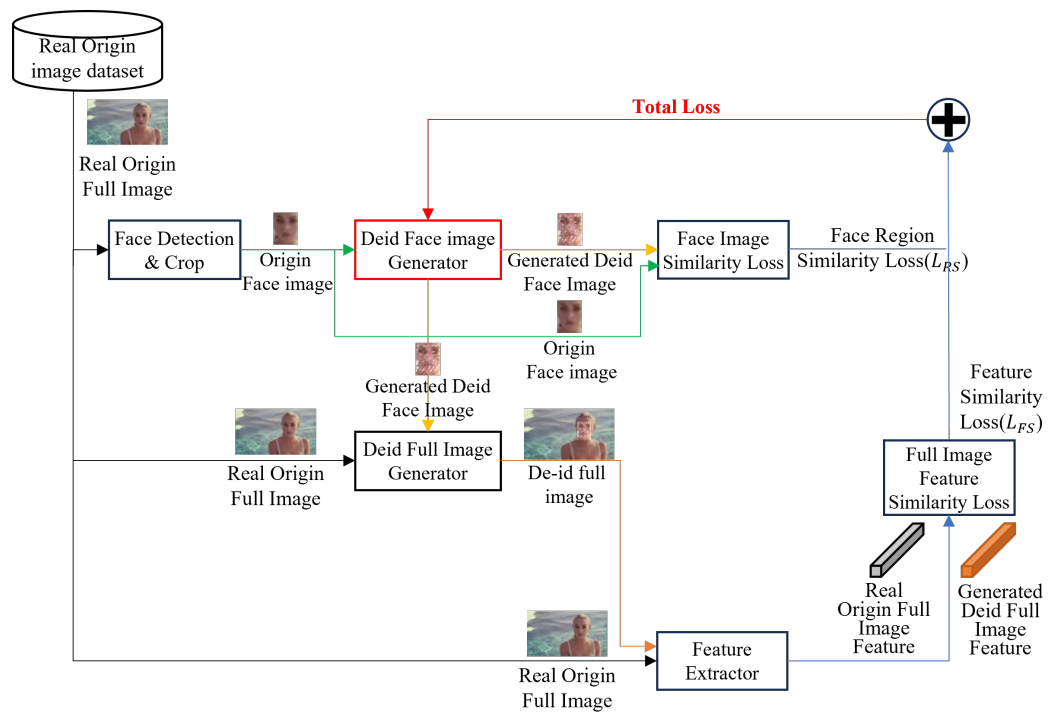 Real Origin
image dataset
Real Origin
Full Image
Total Loss
Face Detection
& Crop
Origin
Face image
Deid Face image
Generator
Generated Deid
Face Image
Face Image
Similarity Loss
Face Region
Similarity Loss(L_RS)
Origin
Face image
Generated Deid
Face Image
Feature
Similarity
Loss(L_FS)
Real Origin
Full Image
Deid Full Image
Generator
De-id full
image
Full Image
Feature
Similarity Loss
Real
Origin Full
Image
Feature
Generated
Deid Full
Image
Feature
Real Origin
Full Image
Feature
Extractor